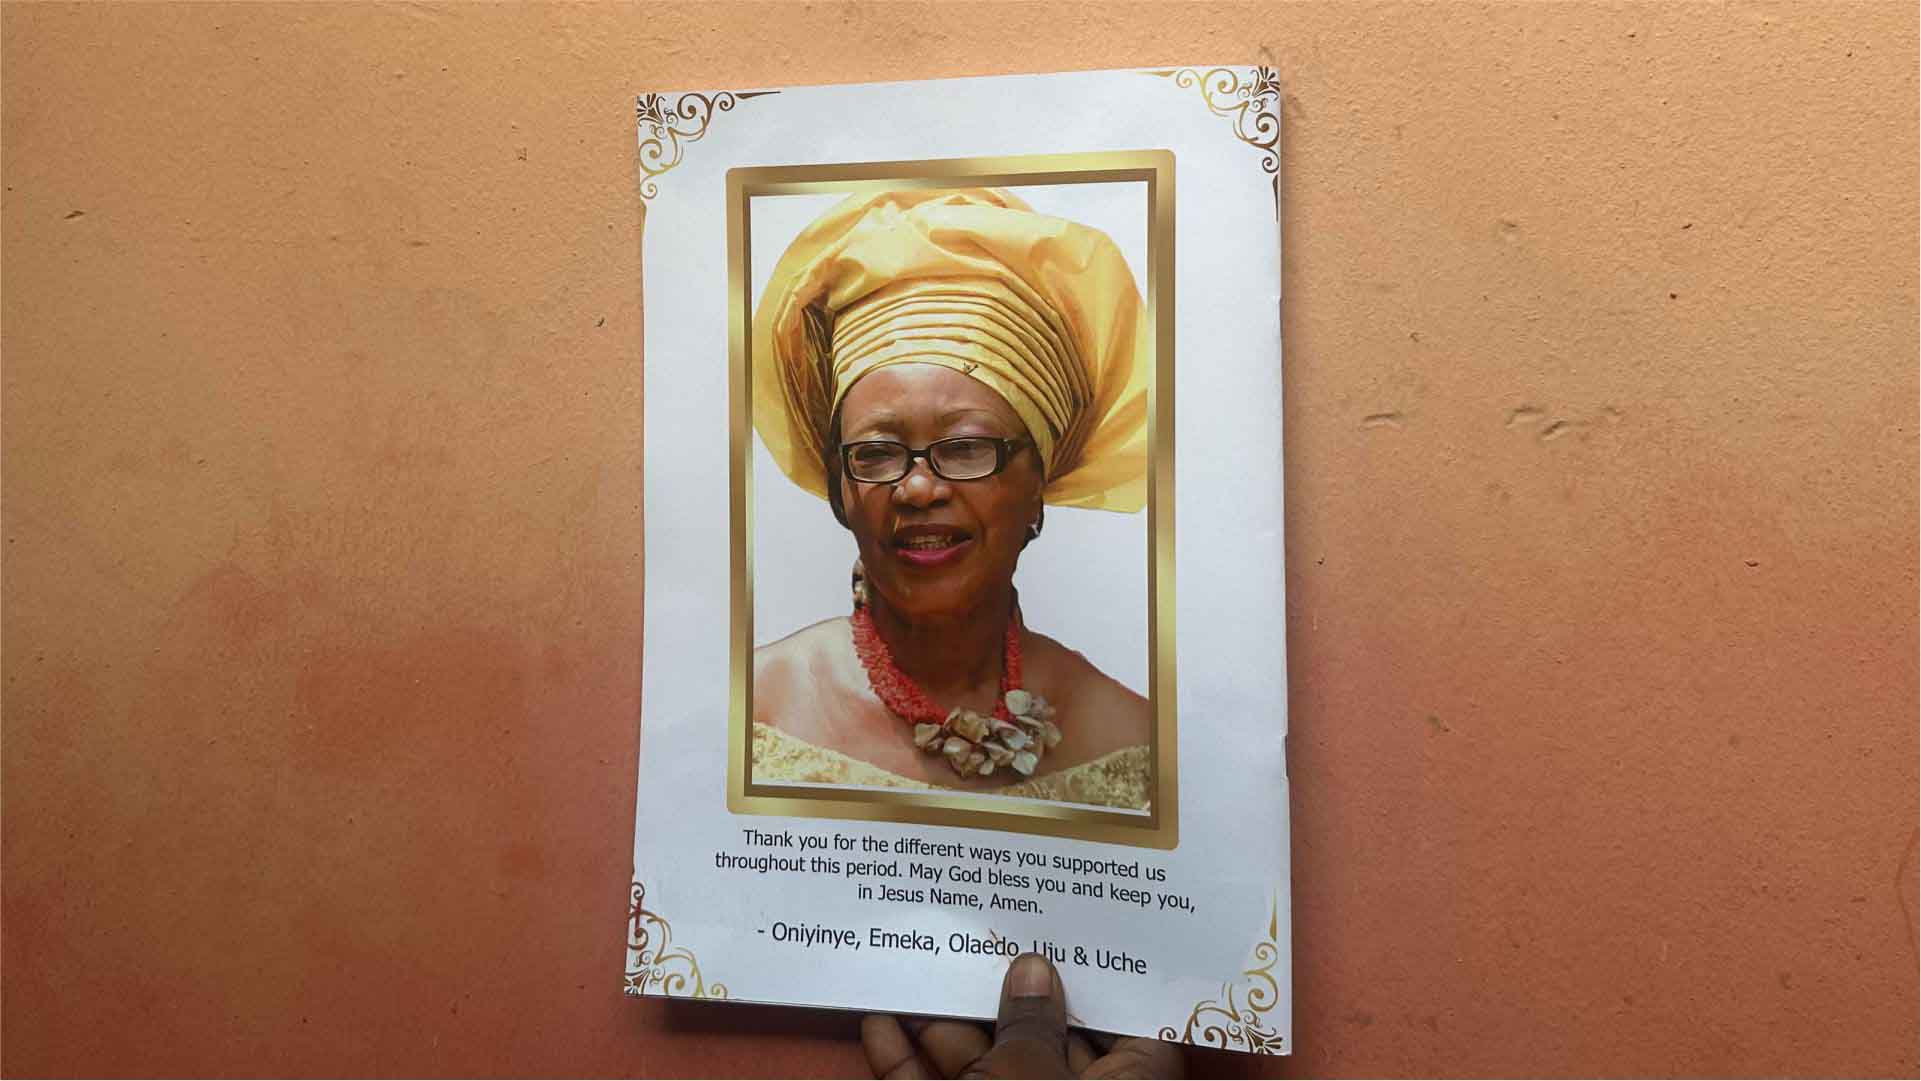 Thank you for the different ways you supported us
throughout this period. May God bless you and keep you,
in Jesus Name, Amen.
- Oniyinye, Emeka, Olaedo, Uju & Uche